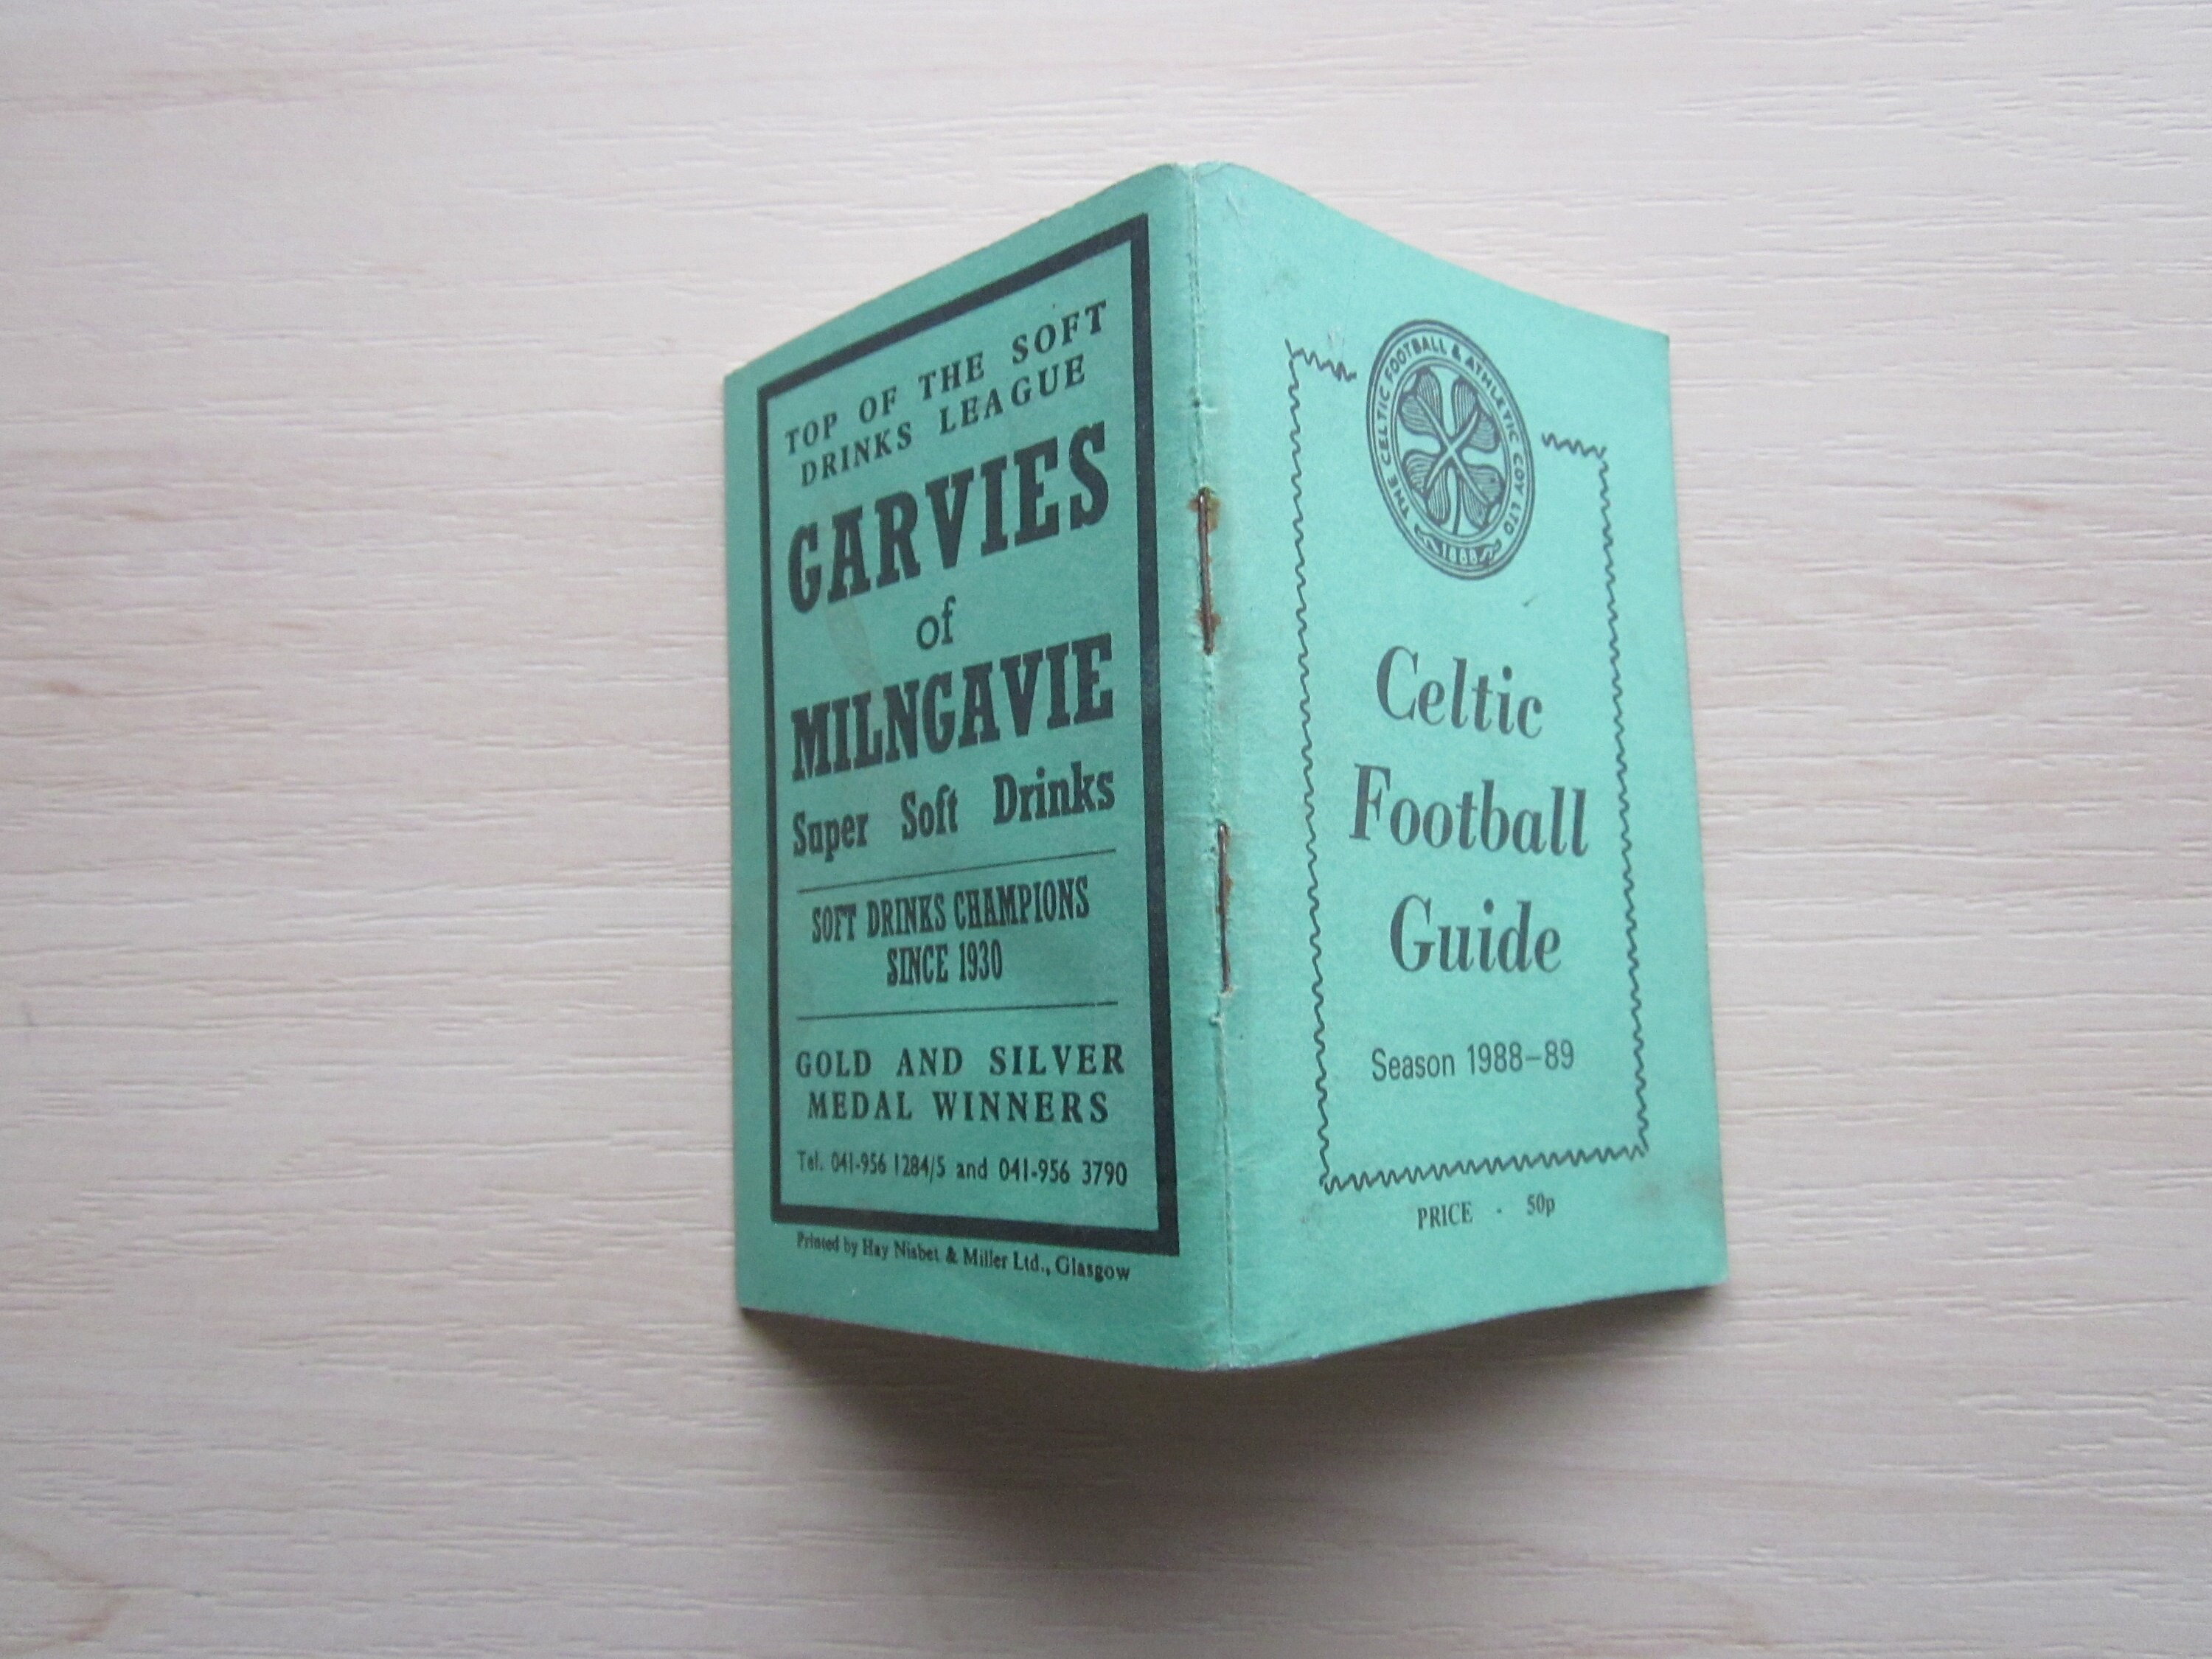 TOP OF THE SOFT
DRINKS LEAGUE
GARVIES
of
MILNGAVIE
Super Soft Drinks
SOFT DRINKS CHAMPIONS
SINCE 1930
GOLD AND SILVER
MEDAL WINNERS
Tel. 041-956 1284/5 and 041-956 3790
Printed by Hay Nisbet & Miller Ltd., Glasgow
THE CELTIC FOOTBALL & ATHLETIC COY LTD
1888
Celtic
Football
Guide
Season 1988-89
PRICE - 50p